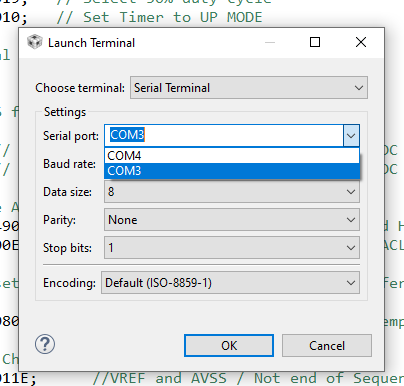 // Select 50% duty cycle
010;   // Set Timer to UP MODE
Launch Terminal
Choose terminal: Serial Terminal
Settings
Serial port: COM3
COM4
Baud rate: COM3
Data size: 8
Parity: None
Stop bits: 1
Encoding: Default (ISO-8859-1)
OK
Cancel
011E;   //VREF and AVSS / Not end of Sequen